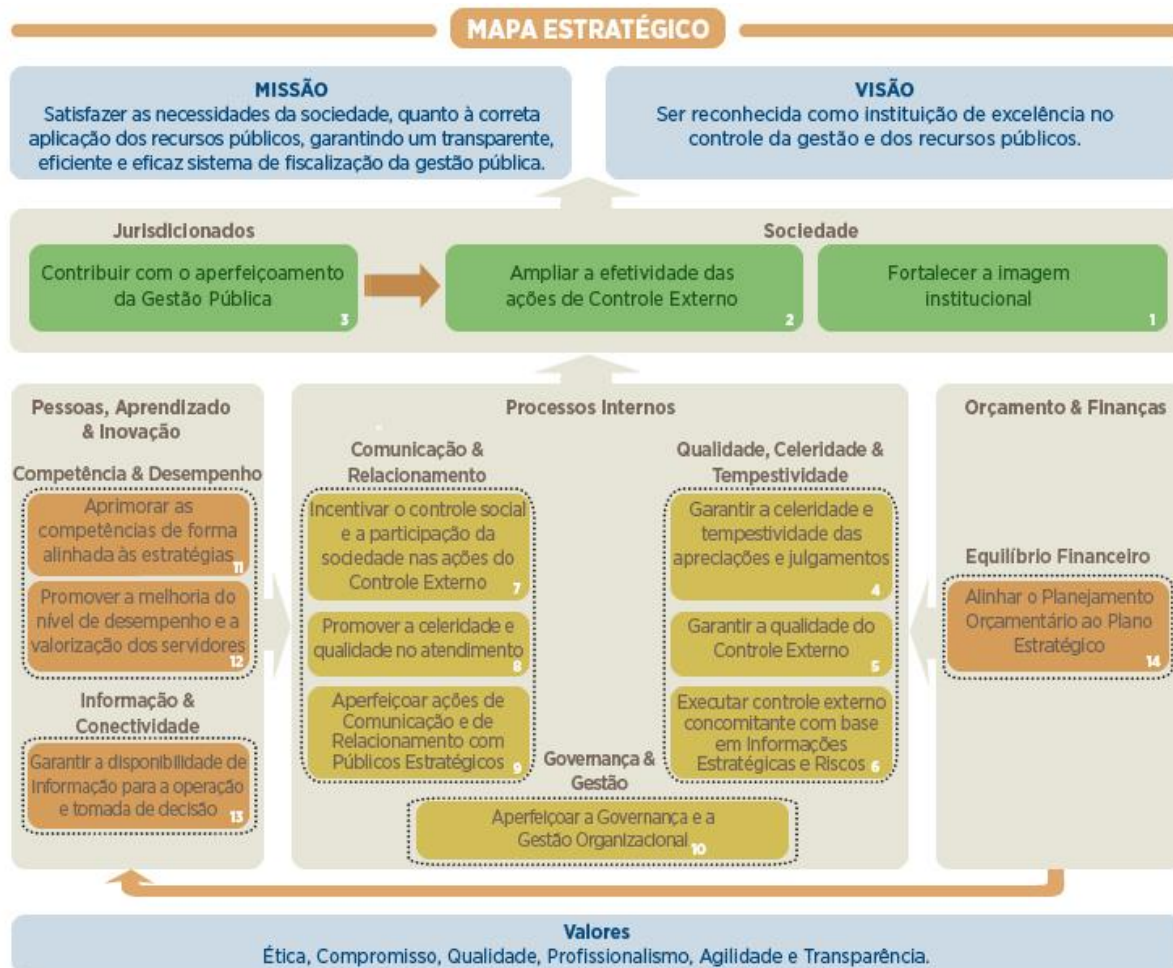 MAPA ESTRATÉGICO
MISSÃO
Satisfazer as necessidades da sociedade, quanto à correta
aplicação dos recursos públicos, garantindo um transparente,
eficiente e eficaz sistema de fiscalização da gestão pública.
VISÃO
Ser reconhecida como instituição de excelência no
controle da gestão e dos recursos públicos.
Jurisdicionados
Contribuir com o aperfeiçoamento
da Gestão Pública
3
Sociedade
Ampliar a efetividade das
ações de Controle Externo
2
Fortalecer a imagem
institucional
1
Pessoas, Aprendizado
& Inovação
Competência & Desempenho
Aprimorar as
competências de forma
alinhada às estratégias
11
Promover a melhoria do
nível de desempenho e a
valorização dos servidores
12
Informação &
Conectividade
Garantir a disponibilidade de
Informação para a operação
e tomada de decisão
13
Processos Internos
Comunicação &
Relacionamento
Incentivar o controle social
e a participação da
sociedade nas ações do
Controle Externo
7
Promover a celeridade e
qualidade no atendimento
8
Aperfeiçoar ações de
Comunicação e de
Relacionamento com
Públicos Estratégicos
9
Qualidade, Celeridade &
Tempestividade
Garantir a celeridade e
tempestividade das
apreciações e julgamentos
4
Garantir a qualidade do
Controle Externo
5
Executar controle externo
concomitante com base
em Informações
Estratégicas e Riscos
6
Governança &
Gestão
Aperfeiçoar a Governança e a
Gestão Organizacional
10
Orçamento & Finanças
Equilíbrio Financeiro
Alinhar o Planejamento
Orçamentário ao Plano
Estratégico
14
Valores
Ética, Compromisso, Qualidade, Profissionalismo, Agilidade e Transparência.